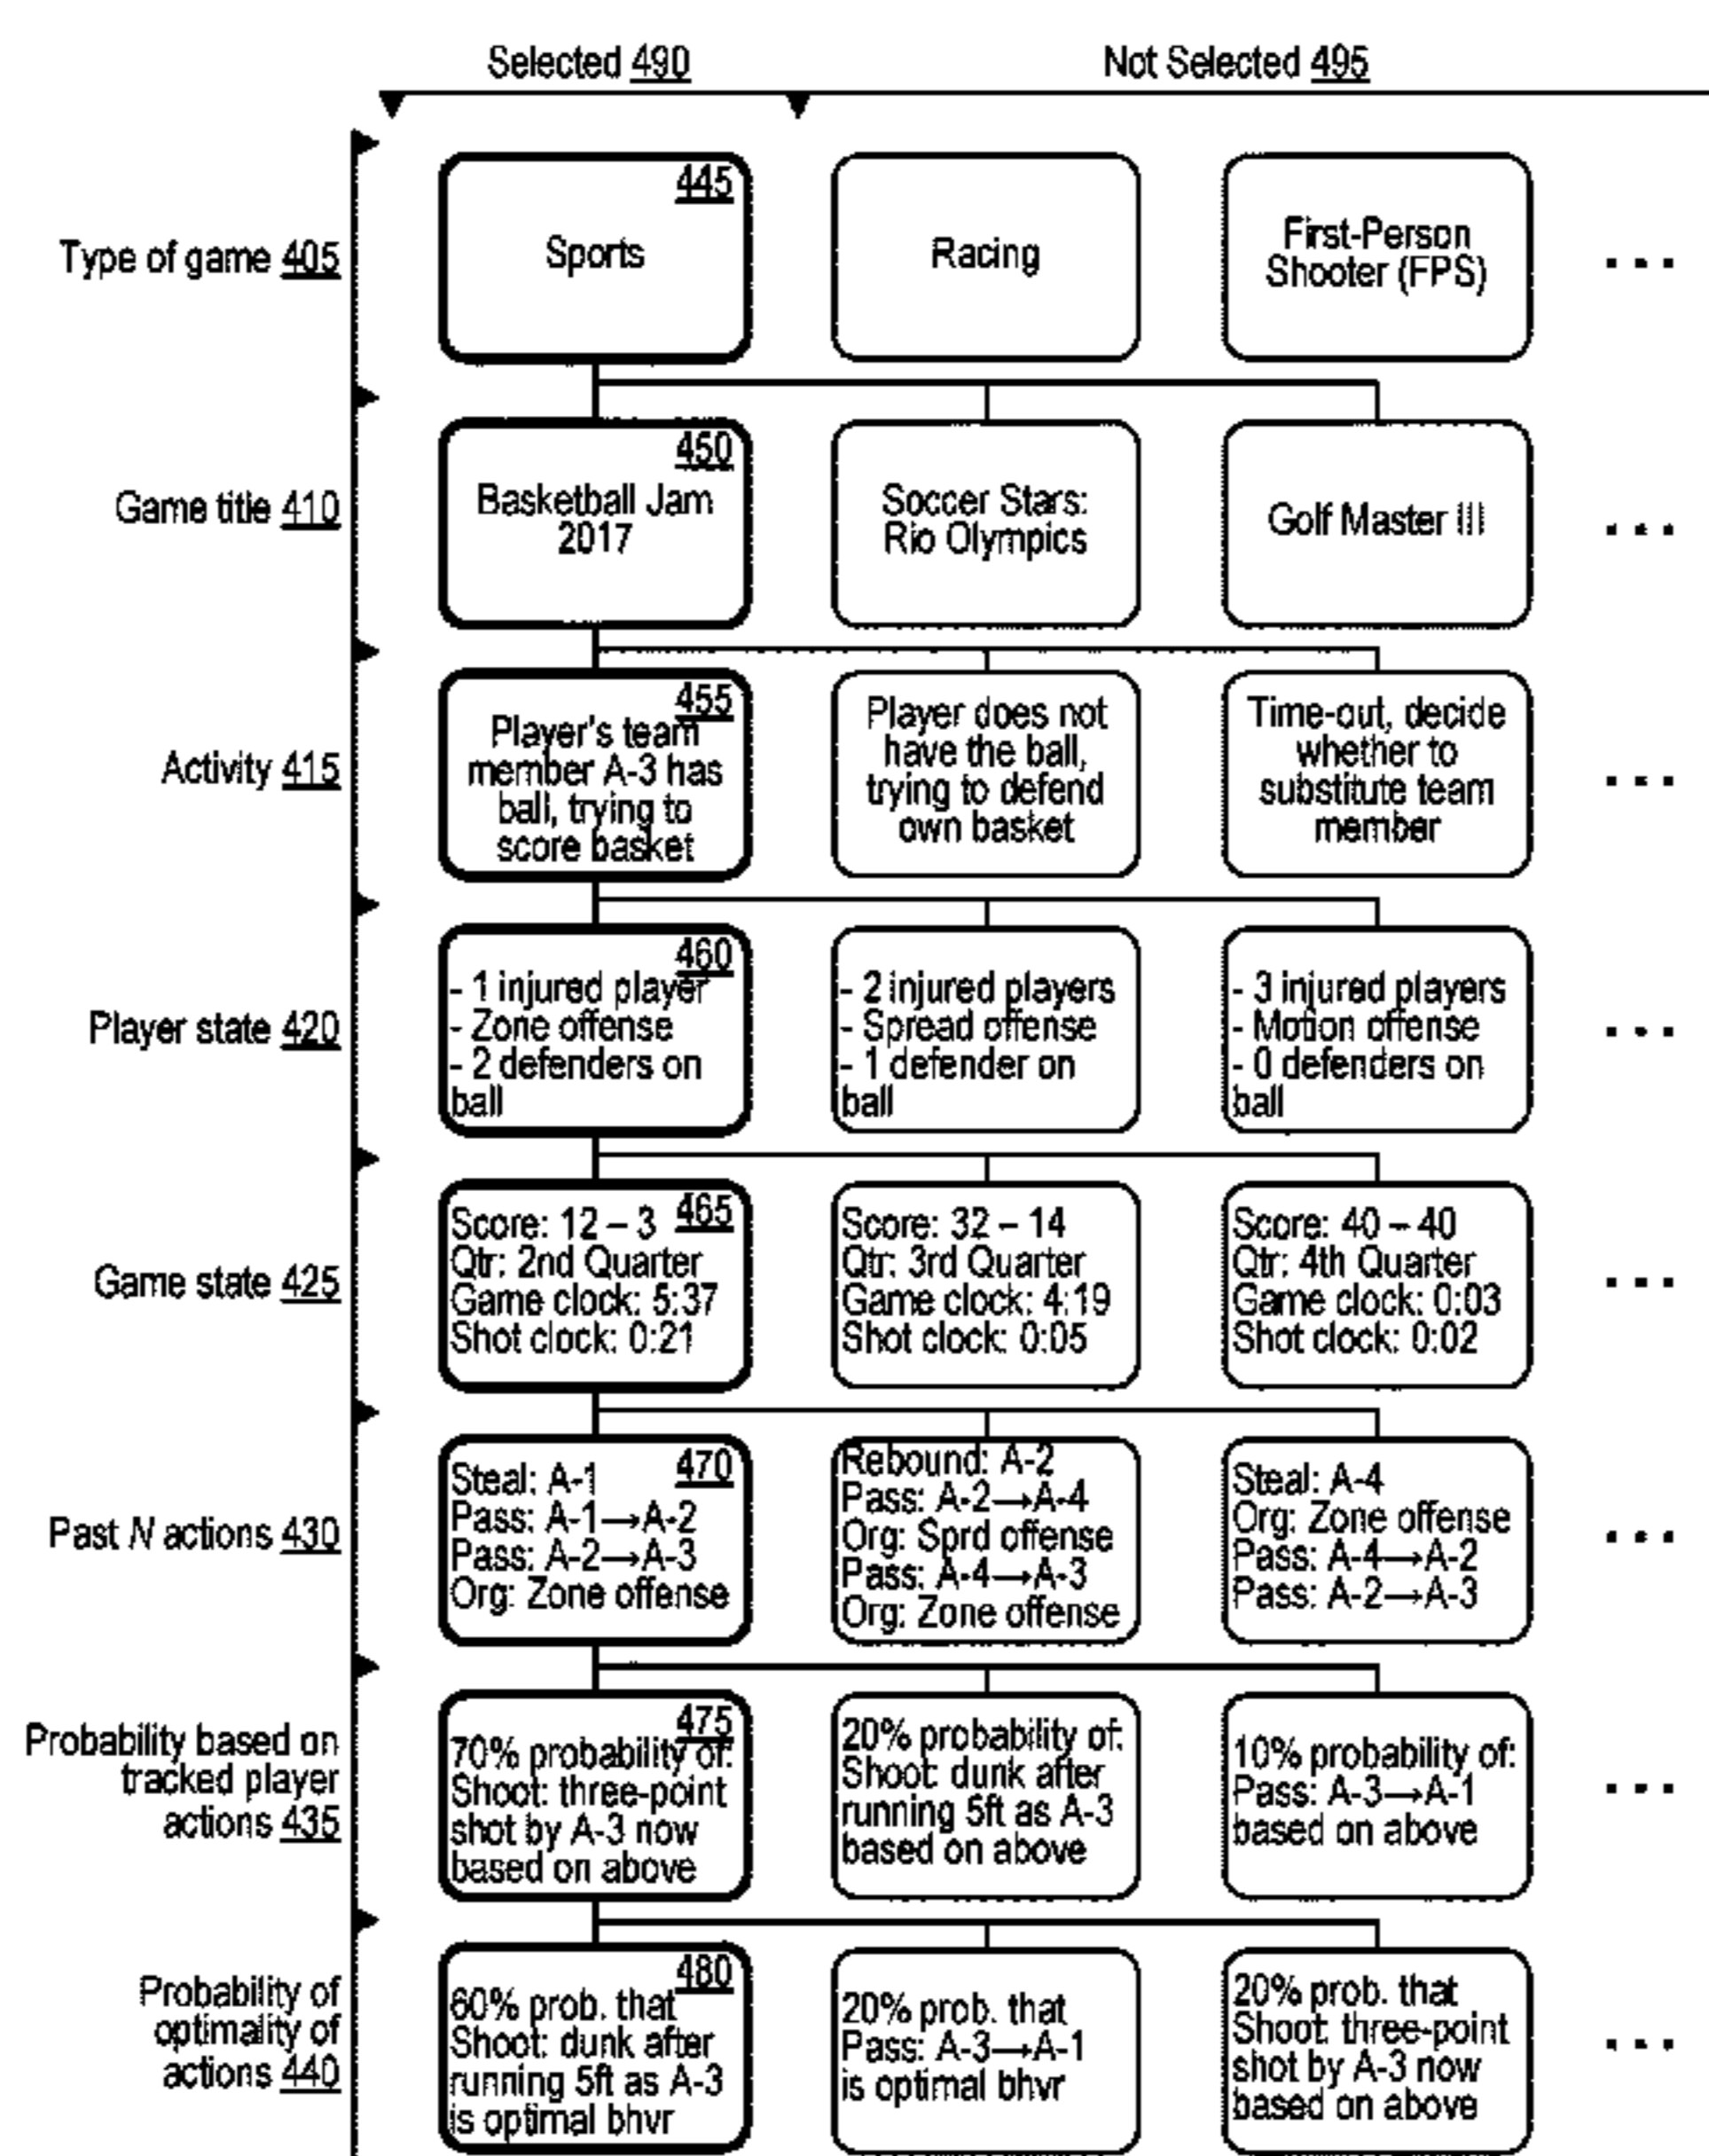 Selected 490
Not Selected 495
Type of game 405
445
Sports
Racing
First-Person
Shooter (FPS)
...
Game title 410
450
Basketball Jam
2017
Soccer Stars:
Rio Olympics
Golf Master III
...
Activity 415
455
Player's team
member A-3 has
ball, trying to
score basket
Player does not
have the ball,
trying to defend
own basket
Time-out, decide
whether to
substitute team
member
...
Player state 420
460
- 1 injured player
- Zone offense
- 2 defenders on
ball
- 2 injured players
- Spread offense
- 1 defender on
ball
- 3 injured players
- Motion offense
- 0 defenders on
ball
...
Game state 425
465
Score: 12 – 3
Qtr: 2nd Quarter
Game clock: 5:37
Shot clock: 0:21
Score: 32 – 14
Qtr: 3rd Quarter
Game clock: 4:19
Shot clock: 0:05
Score: 40 – 40
Qtr: 4th Quarter
Game clock: 0:03
Shot clock: 0:02
...
Past N actions 430
470
Steal: A-1
Pass: A-1→A-2
Pass: A-2→A-3
Org: Zone offense
Rebound: A-2
Pass: A-2→A-4
Org: Sprd offense
Pass: A-4→A-3
Org: Zone offense
Steal: A-4
Org: Zone offense
Pass: A-4→A-2
Pass: A-2→A-3
...
Probability based on
tracked player
actions 435
475
70% probability of:
Shoot: three-point
shot by A-3 now
based on above
20% probability of:
Shoot: dunk after
running 5ft as A-3
based on above
10% probability of:
Pass: A-3→A-1
based on above
...
Probability of
optimality of
actions 440
480
60% prob. that
Shoot: dunk after
running 5ft as A-3
is optimal bhvr
20% prob. that
Pass: A-3→A-1
is optimal bhvr
20% prob. that
Shoot: three-point
shot by A-3 now
based on above
...